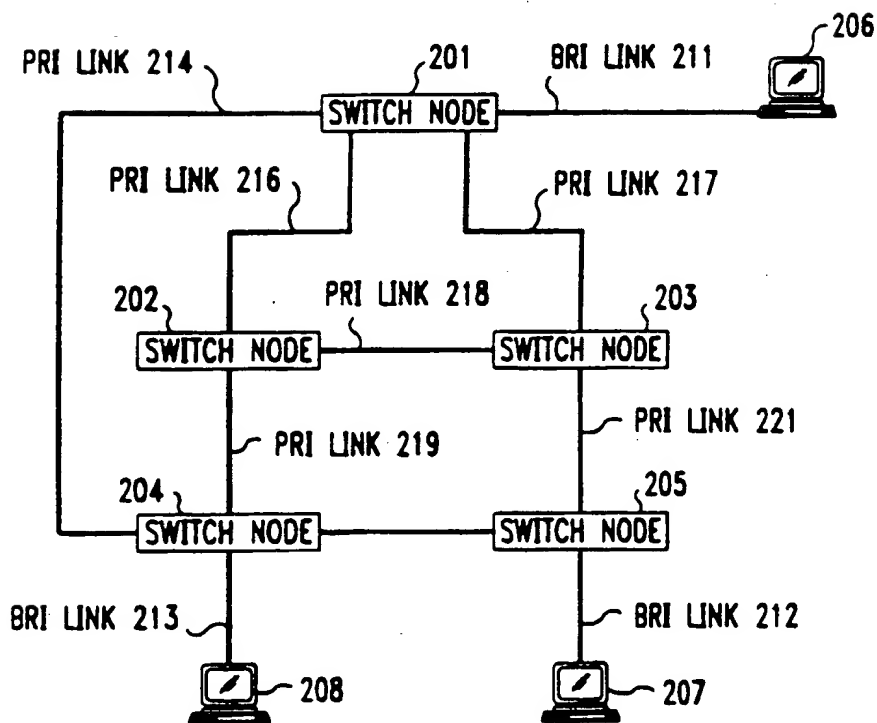 206
PRI LINK 214
201
BRI LINK 211
SWITCH NODE
PRI LINK 216
PRI LINK 217
202
PRI LINK 218
203
SWITCH NODE
SWITCH NODE
PRI LINK 219
PRI LINK 221
204
205
SWITCH NODE
SWITCH NODE
BRI LINK 213
BRI LINK 212
208
207